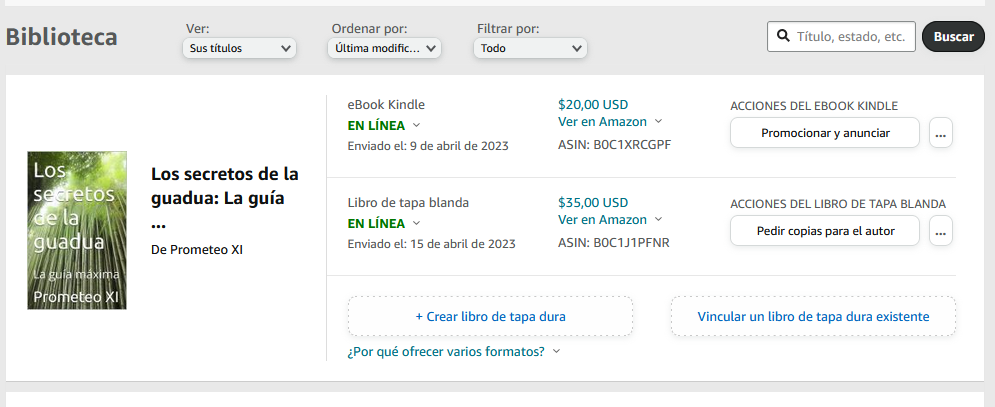 Biblioteca
Ver:
Sus títulos
Ordenar por:
Última modific...
Filtrar por:
Todo
Título, estado, etc.
Buscar
Los
secretos
de la
guadua
La guía máxima
Prometeo XI
Los secretos de la
guadua: La guía
...
De Prometeo XI
eBook Kindle
EN LÍNEA
Enviado el: 9 de abril de 2023
$20,00 USD
Ver en Amazon
ASIN: B0C1XRCGPF
ACCIONES DEL EBOOK KINDLE
Promocionar y anunciar
...
Libro de tapa blanda
EN LÍNEA
Enviado el: 15 de abril de 2023
$35,00 USD
Ver en Amazon
ASIN: B0C1J1PFNR
ACCIONES DEL LIBRO DE TAPA BLANDA
Pedir copias para el autor
...
+ Crear libro de tapa dura
Vincular un libro de tapa dura existente
¿Por qué ofrecer varios formatos?